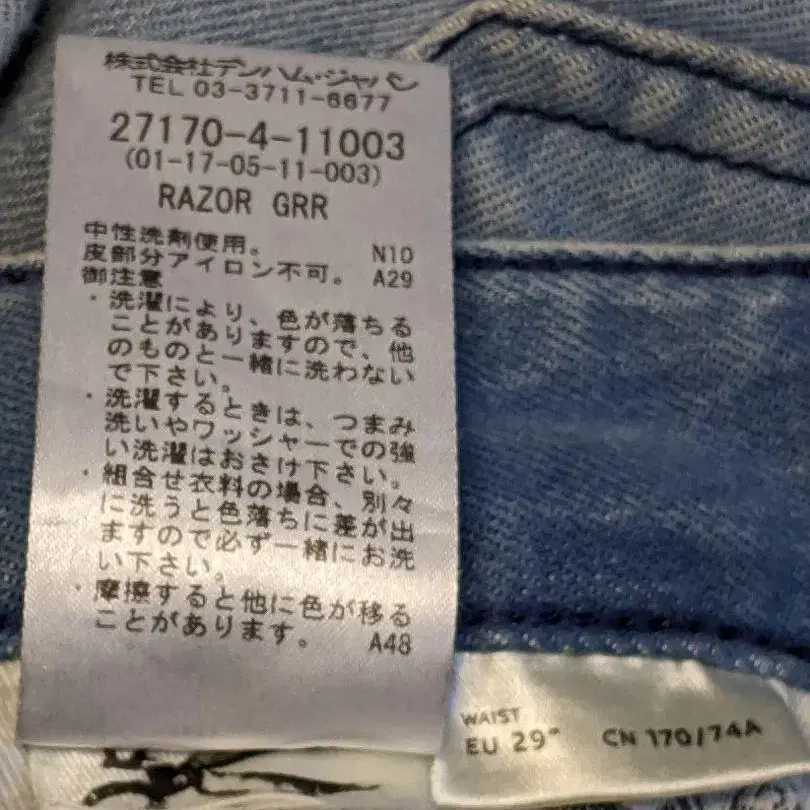 株式会社デンハム・ジャパン
TEL 03-3711-6677
27170-4-11003
(01-17-05-11-003)
RAZOR GRR
中性洗剤使用。 N10
皮部分アイロン不可。 A29
御注意
・洗濯により、色が落ちる
ことがありますので、他
のものと一緒に洗わない
で下さい。
・洗濯するときは、つまみ
洗いやワッシャーでの強
い洗濯はおさけ下さい。
・組合せ衣料の場合、別々
に洗うと色落ちに差が出
ますので必ず一緒にお洗
い下さい。
・摩擦すると他に色が移る
ことがあります。 A48
WAIST
EU 29" CN 170/74A